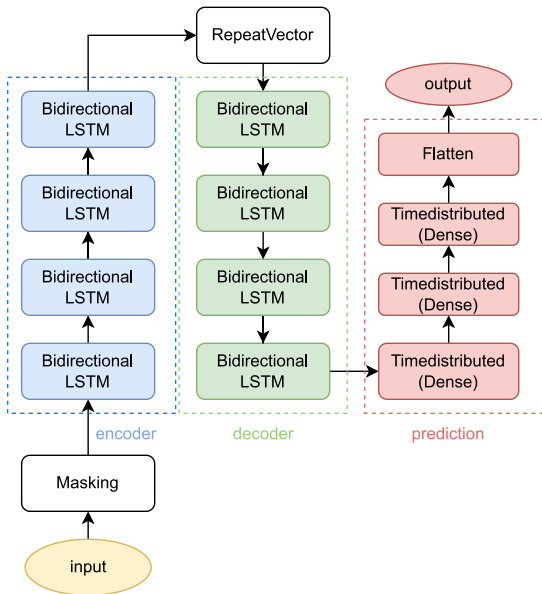 RepeatVector
Bidirectional
LSTM
Bidirectional
LSTM
Bidirectional
LSTM
Bidirectional
LSTM
encoder
Masking
input
Bidirectional
LSTM
Bidirectional
LSTM
Bidirectional
LSTM
Bidirectional
LSTM
decoder
output
Flatten
Timedistributed
(Dense)
Timedistributed
(Dense)
Timedistributed
(Dense)
prediction